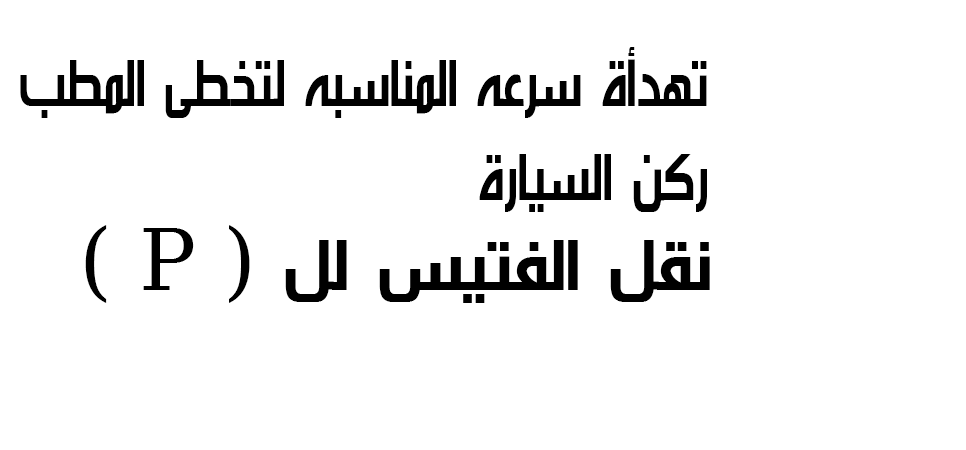 تهدأة سرعه المناسبه لتخطى المطب
ركن السيارة
نقل الفتيس لل ( P )